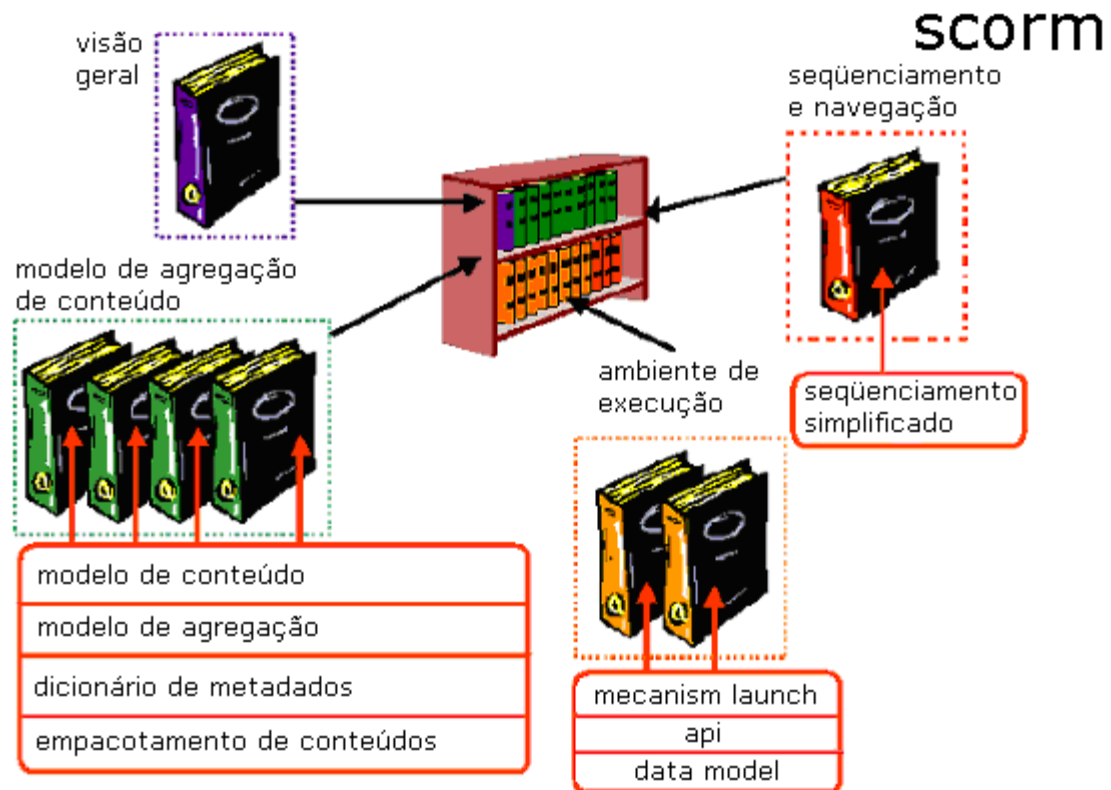 scorm
visão
geral
seqüenciamento
e navegação
modelo de agregação
de conteúdo
ambiente de
execução
seqüenciamento
simplificado
modelo de conteúdo
modelo de agregação
dicionário de metadados
empacotamento de conteúdos
mecanism launch
api
data model